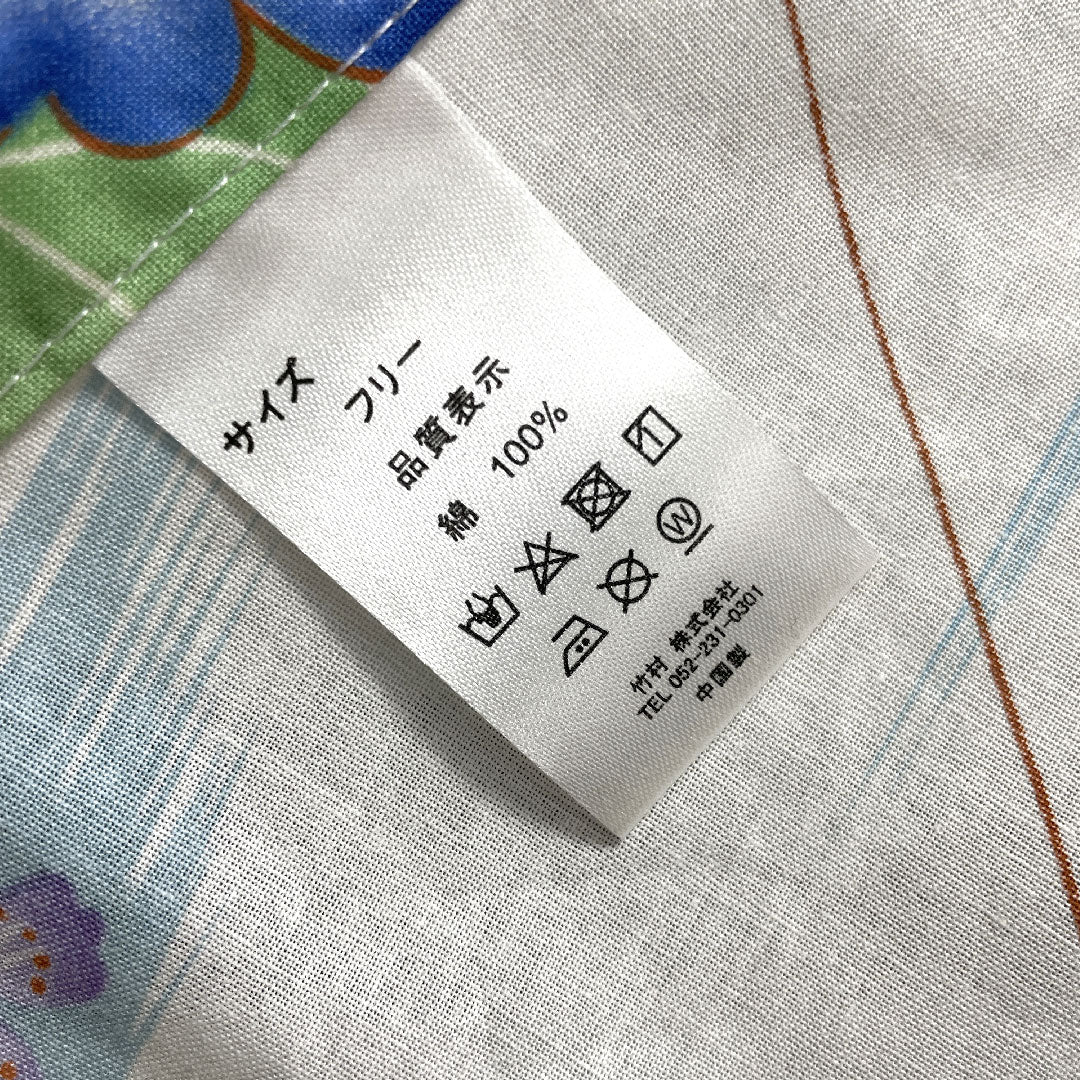 サイズ フリー
品質表示
綿 100%
W
竹村 株式会社
TEL 052-231-0301
中国製